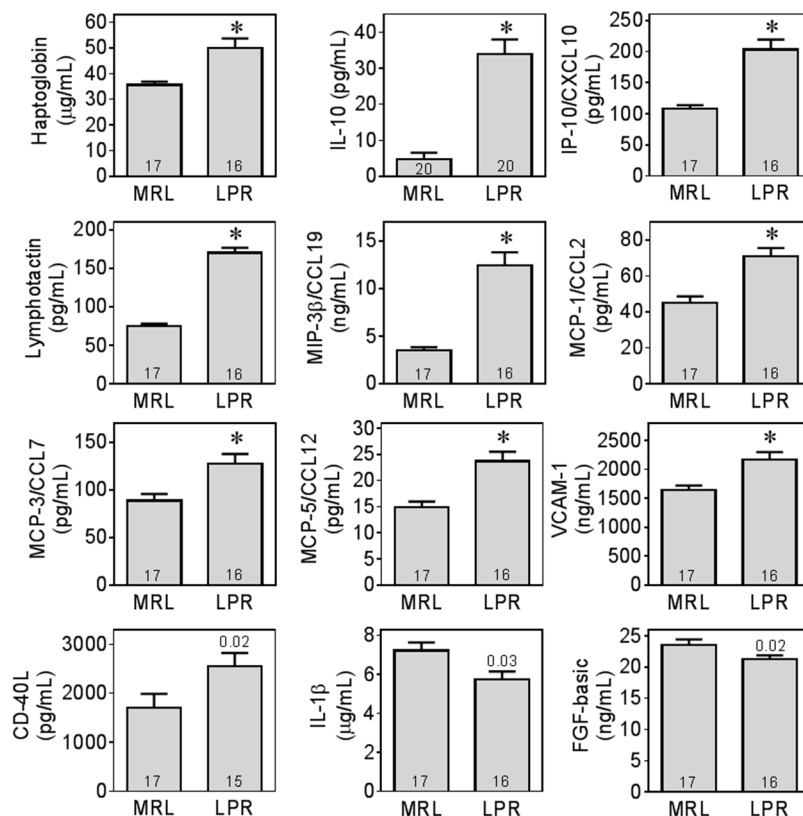 Haptoglobin
(µg/mL)
60
50
40
30
20
10
0
*
17
16
MRL LPR
IL-10 (pg/mL)
40
30
20
10
0
*
20
20
MRL LPR
IP-10/CXCL10
(pg/mL)
250
200
150
100
50
0
*
17
16
MRL LPR
Lymphotactin
(pg/mL)
200
150
100
50
0
*
17
16
MRL LPR
MIP-3β/CCL19
(ng/mL)
15
10
5
0
*
17
16
MRL LPR
MCP-1/CCL2
(pg/mL)
80
60
40
20
0
*
17
16
MRL LPR
MCP-3/CCL7
(pg/mL)
150
100
50
0
*
17
16
MRL LPR
MCP-5/CCL12
(pg/mL)
30
25
20
15
10
5
0
*
17
16
MRL LPR
VCAM-1
(ng/mL)
2500
2000
1500
1000
500
0
*
17
16
MRL LPR
CD-40L
(pg/mL)
3000
2000
1000
0
0.02
17
15
MRL LPR
IL-1β
(µg/mL)
8
6
4
2
0
0.03
17
16
MRL LPR
FGF-basic
(ng/mL)
25
20
15
10
5
0
0.02
17
16
MRL LPR